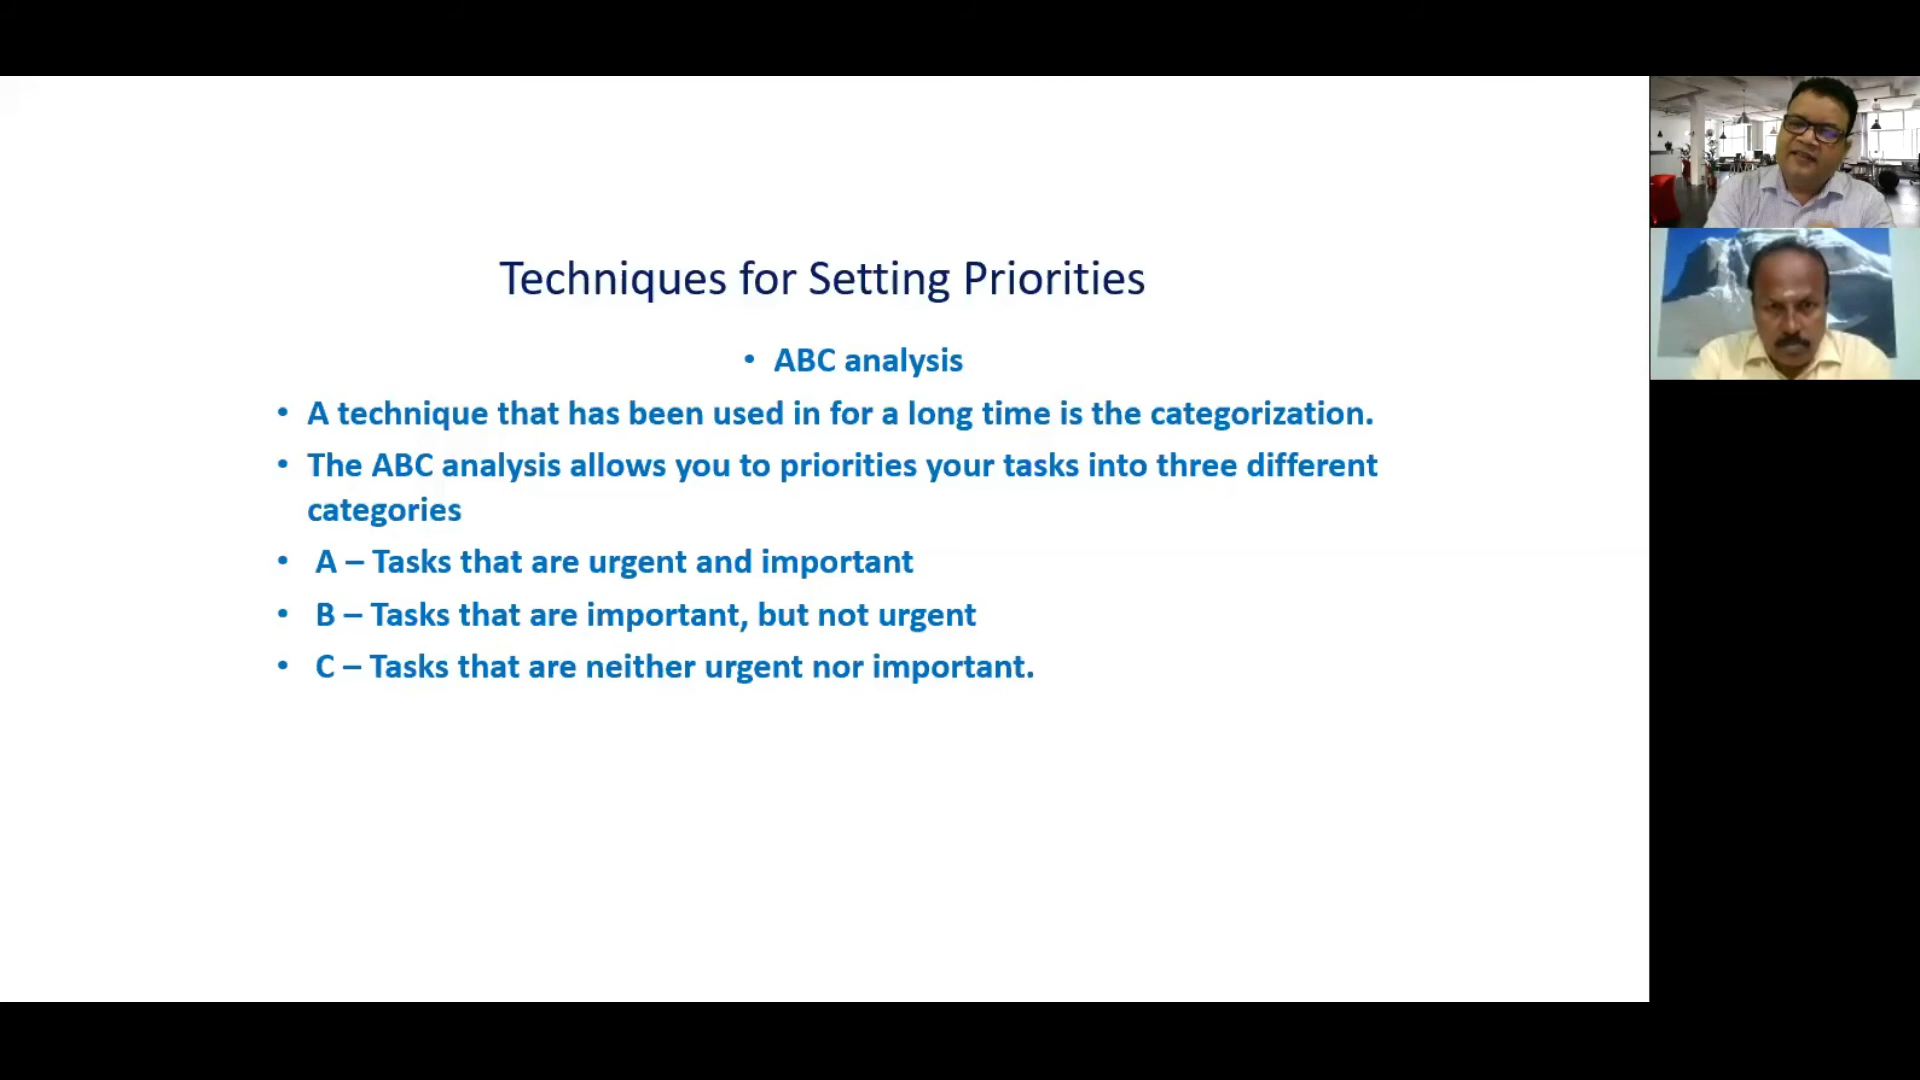 Techniques for Setting Priorities
• ABC analysis
• A technique that has been used in for a long time is the categorization.
• The ABC analysis allows you to priorities your tasks into three different
categories
• A – Tasks that are urgent and important
• B – Tasks that are important, but not urgent
• C – Tasks that are neither urgent nor important.